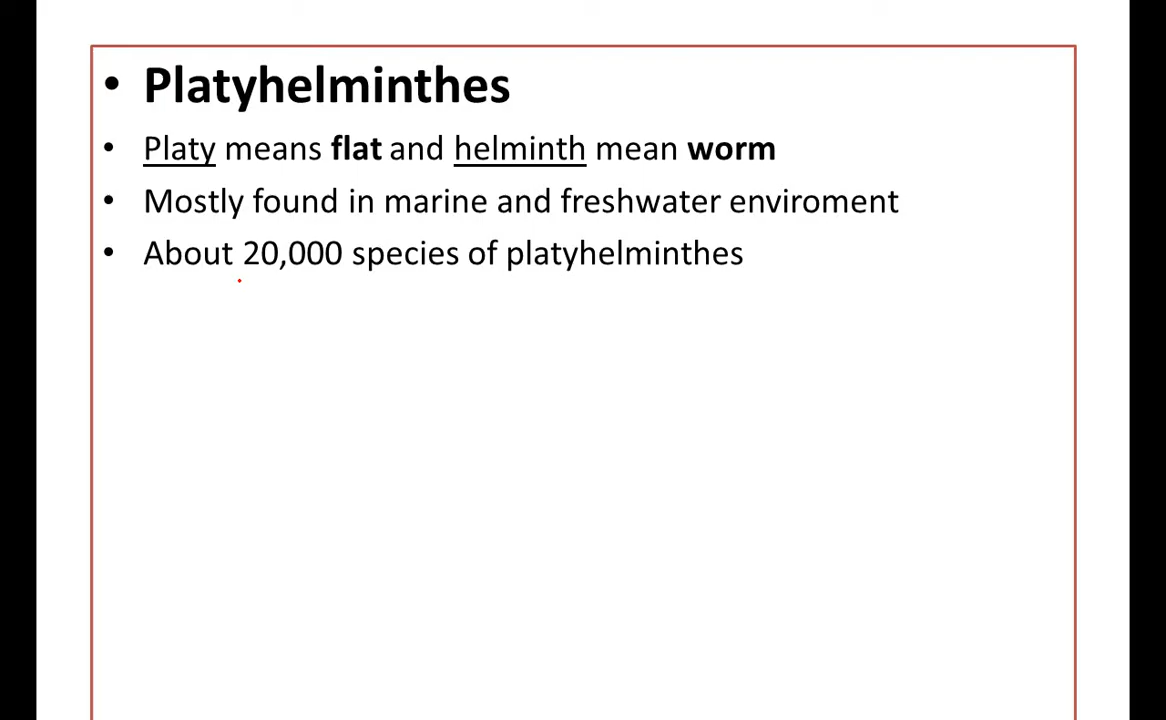 • Platyhelminthes
• Platy means flat and helminth mean worm
• Mostly found in marine and freshwater enviroment
• About 20,000 species of platyhelminthes